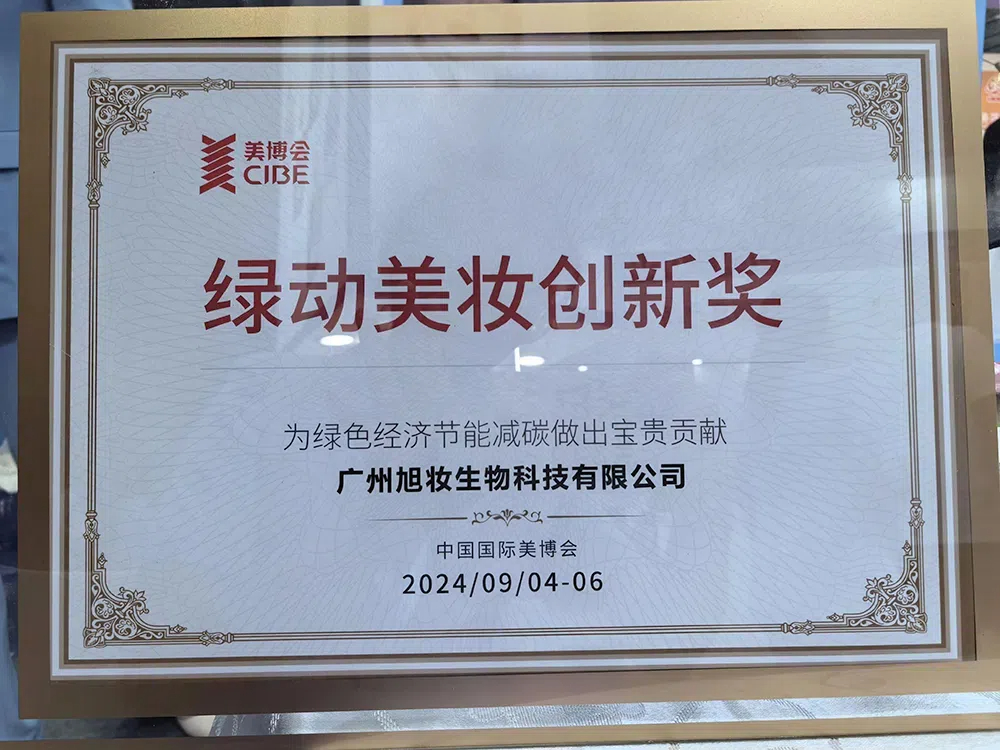 美博会
CIBE
绿动美妆创新奖
为绿色经济节能减碳做出宝贵贡献
广州旭妆生物科技有限公司
中国国际美博会
2024/09/04-06